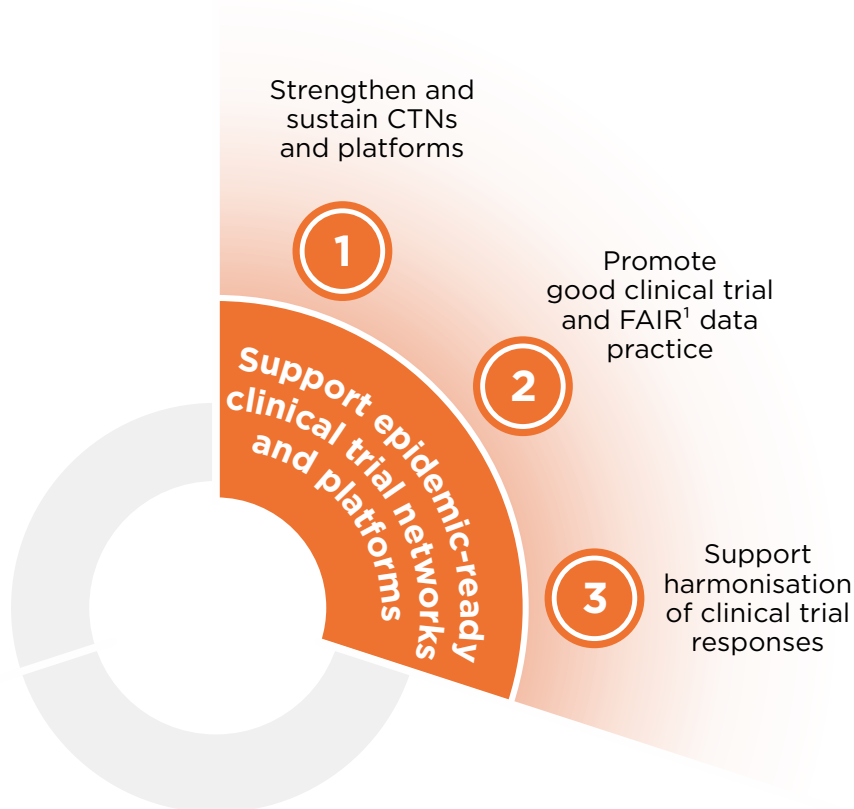 Strengthen and
sustain CTNs
and platforms
1
Promote
good clinical trial
and FAIR¹ data
practice
2
Support epidemic-ready
clinical trial networks
and platforms
3
Support
harmonisation
of clinical trial
responses